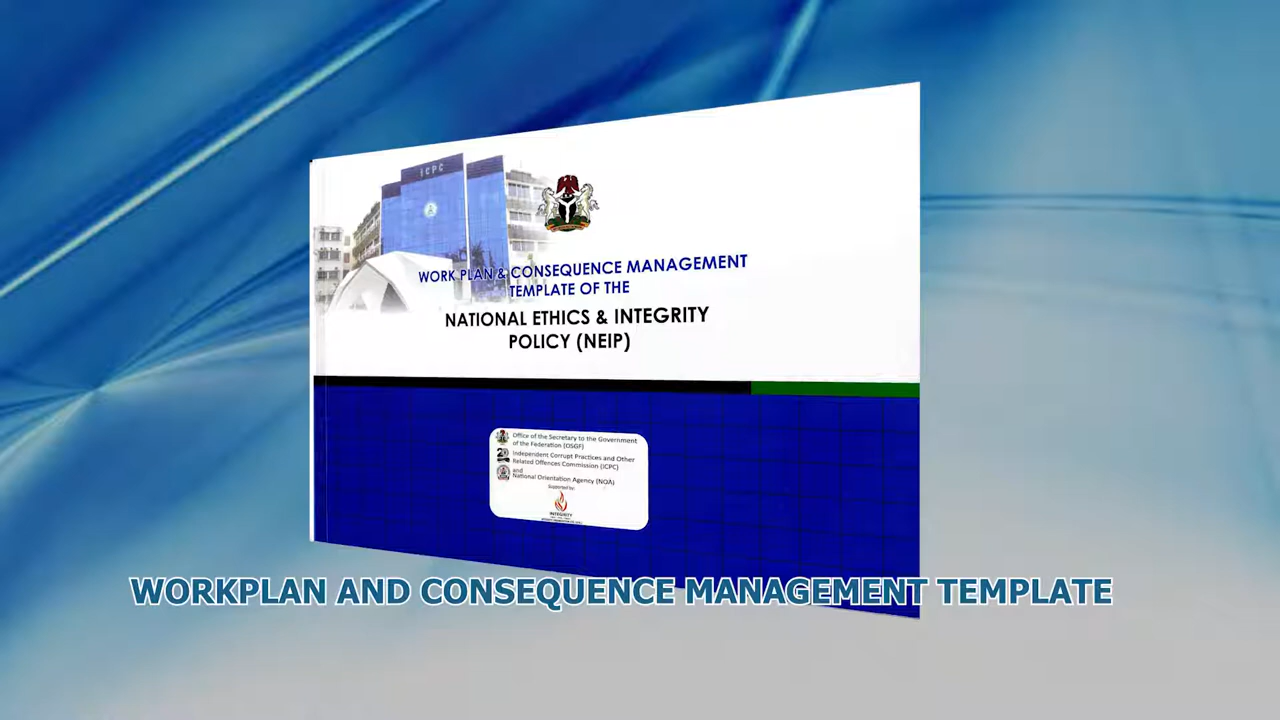 ICPC
WORK PLAN & CONSEQUENCE MANAGEMENT
TEMPLATE OF THE
NATIONAL ETHICS & INTEGRITY
POLICY (NEIP)
Office of the Secretary to the Government
of the Federation (OSGF)
20
Independent Corrupt Practices and Other
Related Offences Commission (ICPC)
and
National Orientation Agency (NOA)
Supported by:
INTEGRITY
WORKPLAN AND CONSEQUENCE MANAGEMENT TEMPLATE